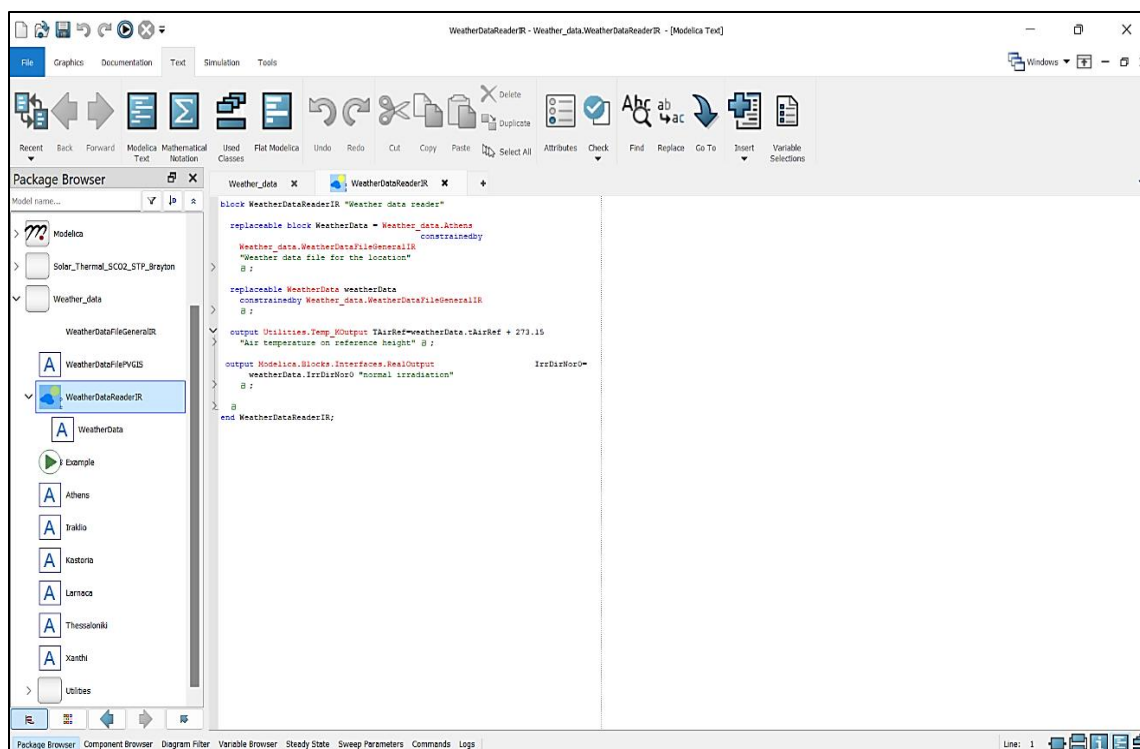 WeatherDataReaderIR - Weather_data.WeatherDataReaderIR - [Modelica Text]
File Graphics Documentation Text Simulation Tools
Windows
Delete
Duplicate
Select All
Recent Back Forward Modelica Text Mathematical Notation Used Classes Flat Modelica Undo Redo Cut Copy Paste Attributes Check Find Replace Go To Insert Variable Selections
Package Browser
Weather_data
WeatherDataReaderIR
Model name...
Modelica
Solar_Thermal_SCO2_STP_Brayton
Weather_data
WeatherDataFileGeneralIR
WeatherDataFilePVGIS
WeatherDataReaderIR
WeatherData
Example
Athens
Iraklio
Kastoria
Larnaca
Thessaloniki
Xanthi
Utilities
block WeatherDataReaderIR "Weather data reader"
replaceable block WeatherData = Weather_data.Athens
constrainedby
Weather_data.WeatherDataFileGeneralIR
"Weather data file for the location"
a ;
replaceable WeatherData weatherData
constrainedby Weather_data.WeatherDataFileGeneralIR
a ;
output Utilities.Temp_KOutput TAirRef=weatherData.tAirRef + 273.15
"Air temperature on reference height" a ;
output Modelica.Blocks.Interfaces.RealOutput IrrDirNor0=
weatherData.IrrDirNor0 "normal irradiation"
a ;
a
end WeatherDataReaderIR;
Package Browser Component Browser Diagram Filter Variable Browser Steady State Sweep Parameters Commands Logs
Line: 1